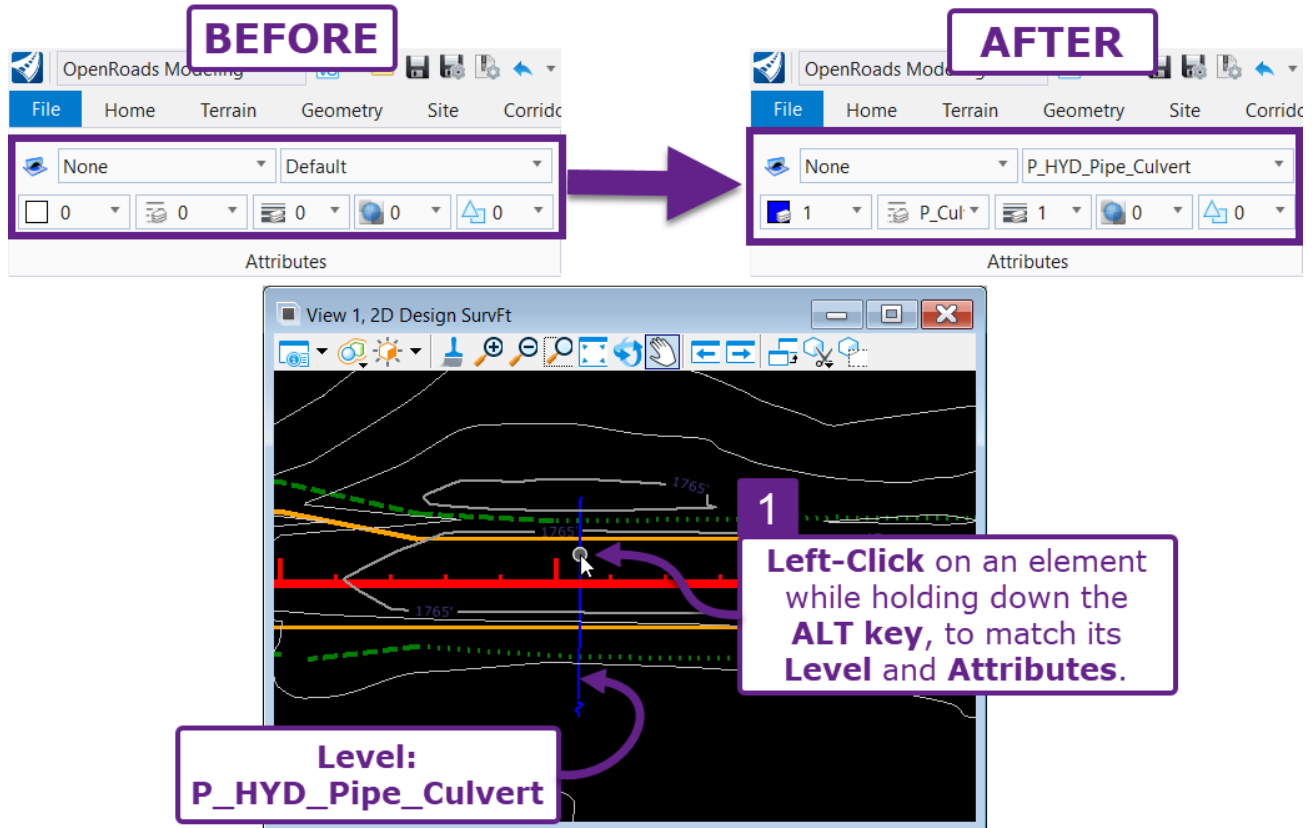 BEFORE
AFTER
OpenRoads Modeling
File Home Terrain Geometry Site Corrido
None Default
0 0 0 0 0
Attributes
OpenRoads Mode
File Home Terrain Geometry Site Corrido
None P_HYD_Pipe_Culvert
1 P_Cul 1 0 0
Attributes
View 1, 2D Design SurvFt
1765'
1765'
1765'
1
Left-Click on an element
while holding down the
ALT key, to match its
Level and Attributes.
Level:
P_HYD_Pipe_Culvert